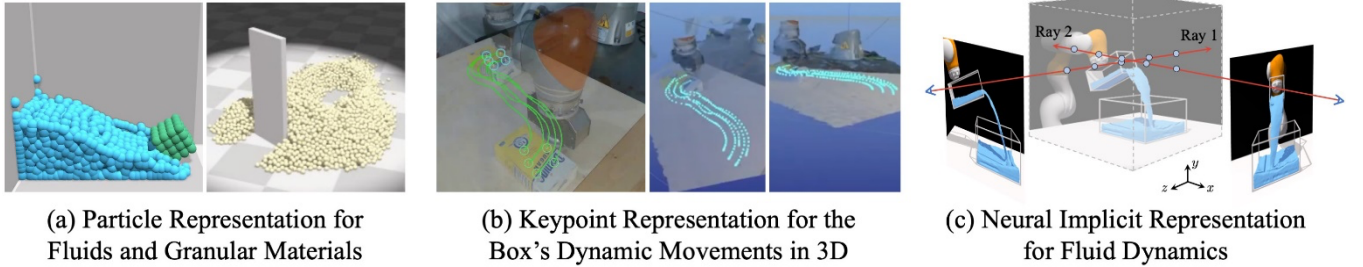 Ray 2
Ray 1
y
z
x
(a) Particle Representation for
Fluids and Granular Materials
(b) Keypoint Representation for the
Box's Dynamic Movements in 3D
(c) Neural Implicit Representation
for Fluid Dynamics